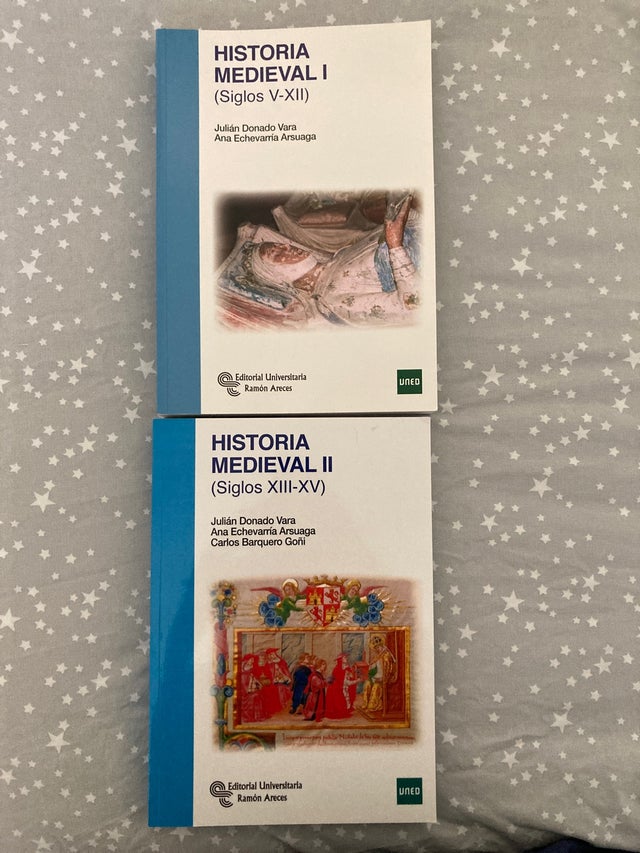 HISTORIA
MEDIEVAL I
(Siglos V-XII)
Julián Donado Vara
Ana Echevarría Arsuaga
Editorial Universitaria
Ramón Areces
UNED
HISTORIA
MEDIEVAL II
(Siglos XIII-XV)
Julián Donado Vara
Ana Echevarría Arsuaga
Carlos Barquero Goñi
Editorial Universitaria
Ramón Areces
UNED